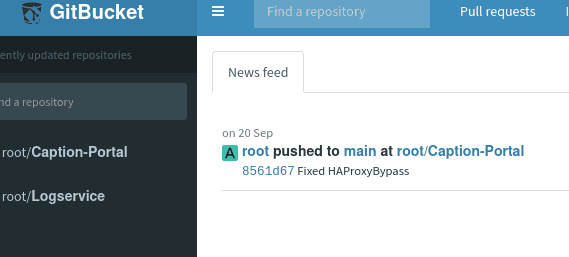 GitBucket
Find a repository
Pull requests
ently updated repositories
nd a repository
root/Caption-Portal
root/Logservice
News feed
on 20 Sep
A root pushed to main at root/Caption-Portal
8561d67 Fixed HAProxyBypass